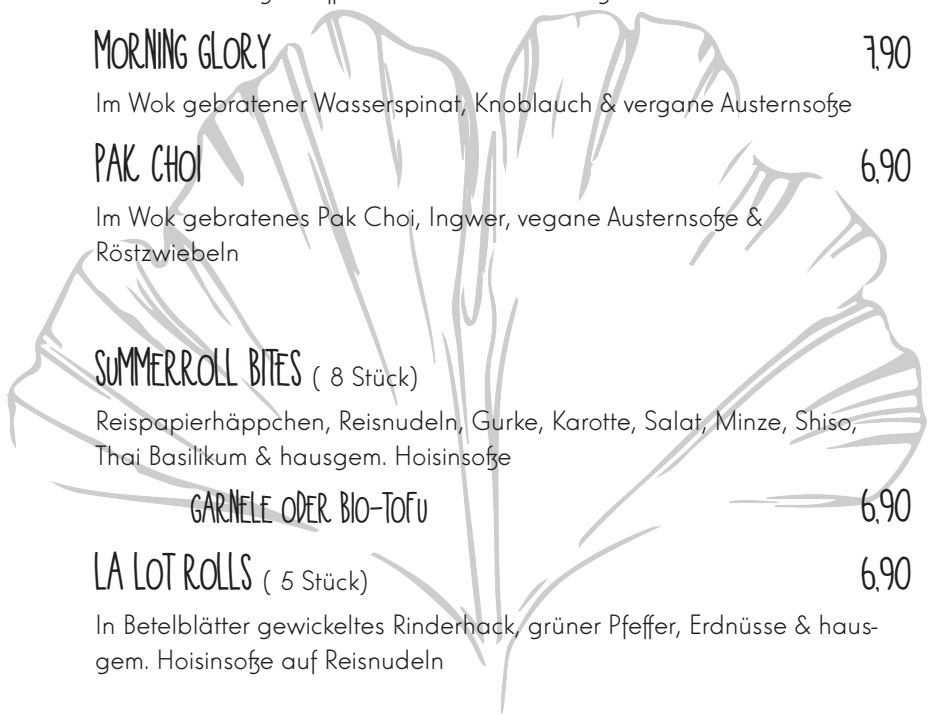 MORNING GLORY 7,90
Im Wok gebratener Wasserspinat, Knoblauch & vergane Austernsoße
PAK CHOI 6,90
Im Wok gebratenes Pak Choi, Ingwer, vegane Austernsoße &
Röstzwiebeln
SuMMERROLL BITES ( 8 Stück)
Reispapierhäppchen, Reisnudeln, Gurke, Karotte, Salat, Minze, Shiso,
Thai Basilikum & hausgem. Hoisinsoße
GARNELE ODER BIO-TOFu 6,90
LA LOT ROLLS ( 5 Stück) 6,90
In Betelblätter gewickeltes Rinderhack, grüner Pfeffer, Erdnüsse & haus-
gem. Hoisinsoße auf Reisnudeln